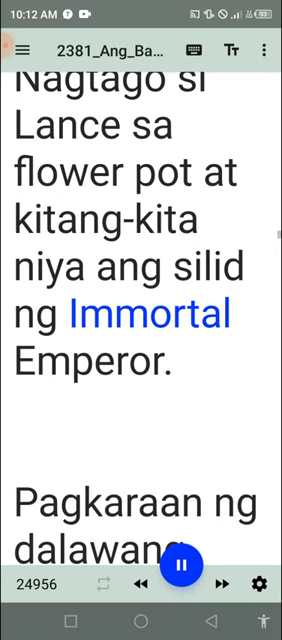 10:12 AM
2381_Ang_Ba...
Nagtago si
Lance sa
flower pot at
kitang-kita
niya ang silid
ng Immortal
Emperor.
Pagkaraan ng
dalawang
24956